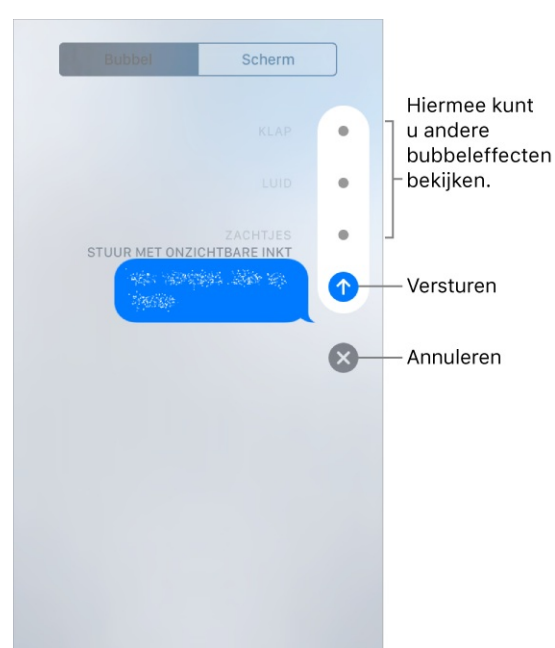 Bubbel
Scherm
KLAP
LUID
ZACHTJES
STUUR MET ONZICHTBARE INKT
Hiermee kunt
u andere
bubbeleffecten
bekijken.
Versturen
Annuleren